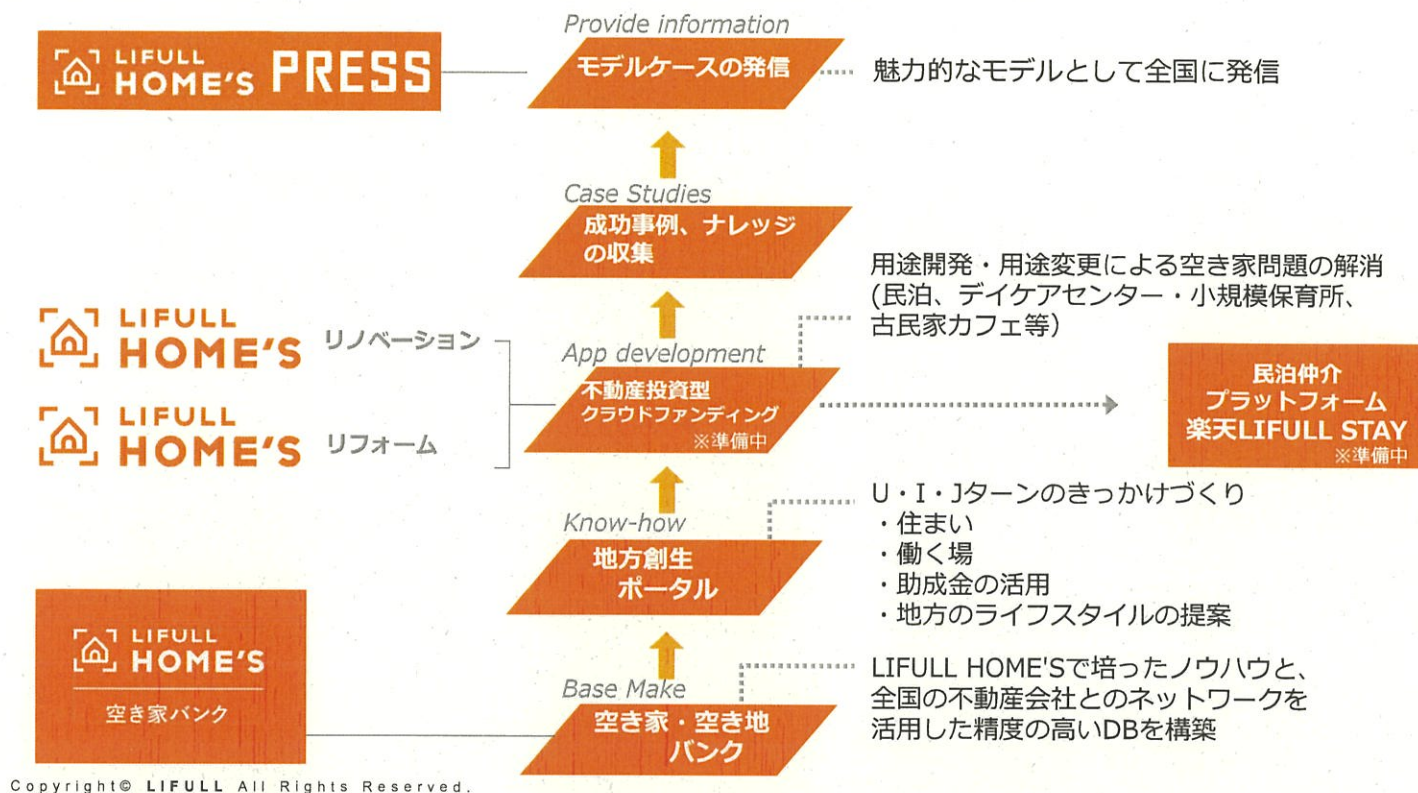 Provide information
LIFULL
HOME'S PRESS
モデルケースの発信
魅力的なモデルとして全国に発信
Case Studies
成功事例、ナレッジ
の収集
用途開発・用途変更による空き家問題の解消
(民泊、デイケアセンター・小規模保育所、
古民家カフェ等)
LIFULL
HOME'S リノベーション
App development
不動産投資型
クラウドファンディング
※準備中
民泊仲介
プラットフォーム
楽天LIFULL STAY
※準備中
LIFULL
HOME'S リフォーム
U・I・Jターンのきっかけづくり
・住まい
・働く場
・助成金の活用
・地方のライフスタイルの提案
Know-how
地方創生
ポータル
LIFULL
HOME'S
空き家バンク
Base Make
空き家・空き地
バンク
LIFULL HOME'Sで培ったノウハウと、
全国の不動産会社とのネットワークを
活用した精度の高いDBを構築
Copyright© LIFULL All Rights Reserved.